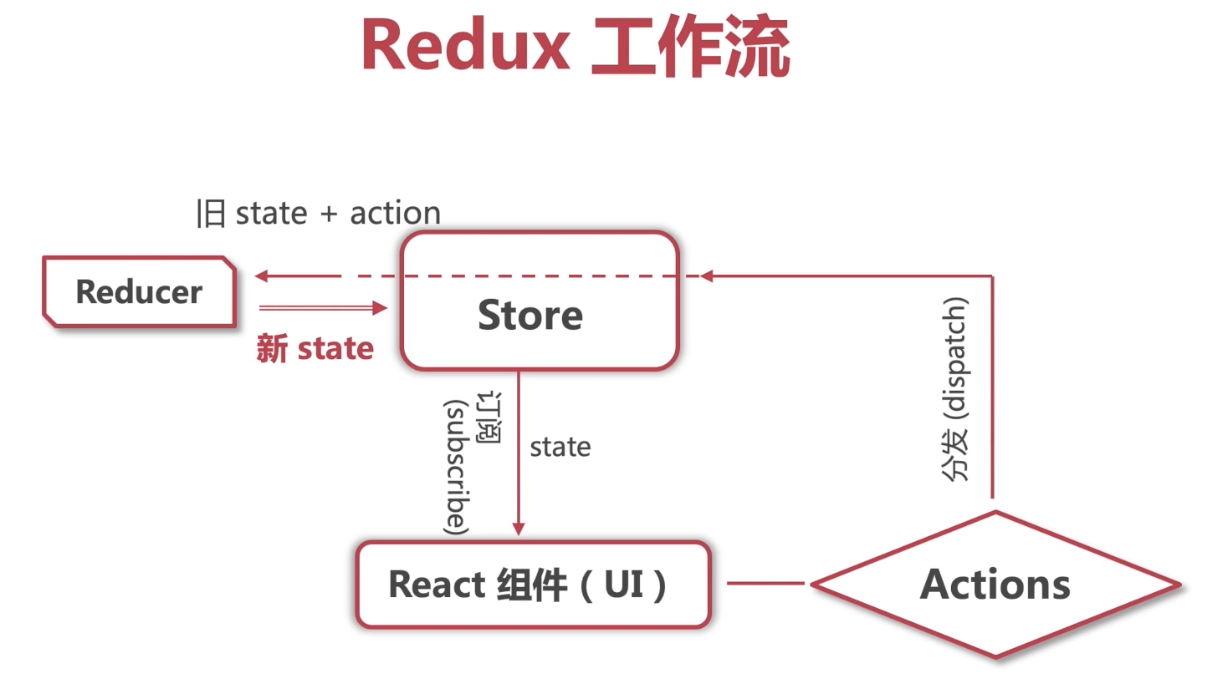 Redux 工作流
旧 state + action
Reducer
Store
新 state
订阅
(subscribe)
state
分发 (dispatch)
React 组件（UI）
Actions